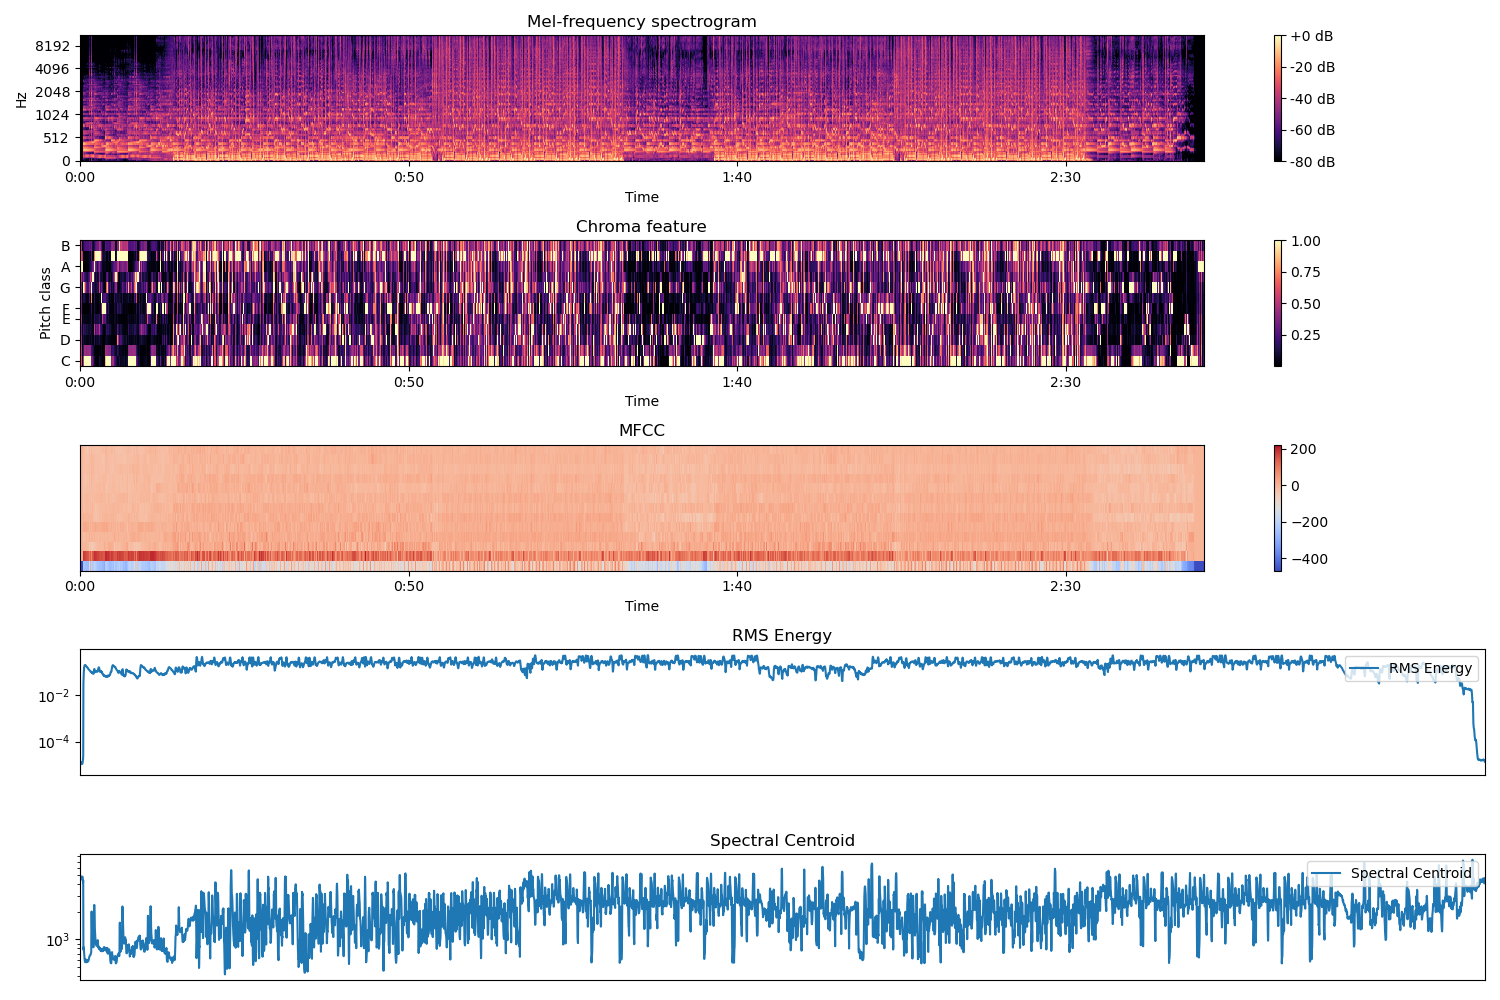 Mel-frequency spectrogram
Hz
8192
4096
2048
1024
512
0
0:00 0:50 1:40 2:30
Time
+0 dB
-20 dB
-40 dB
-60 dB
-80 dB
Chroma feature
Pitch class
B
A
G
E
E
D
C
0:00 0:50 1:40 2:30
Time
1.00
0.75
0.50
0.25
MFCC
0:00 0:50 1:40 2:30
Time
200
0
−200
−400
RMS Energy
10⁻²
10⁻⁴
RMS Energy
Spectral Centroid
10³
Spectral Centroid